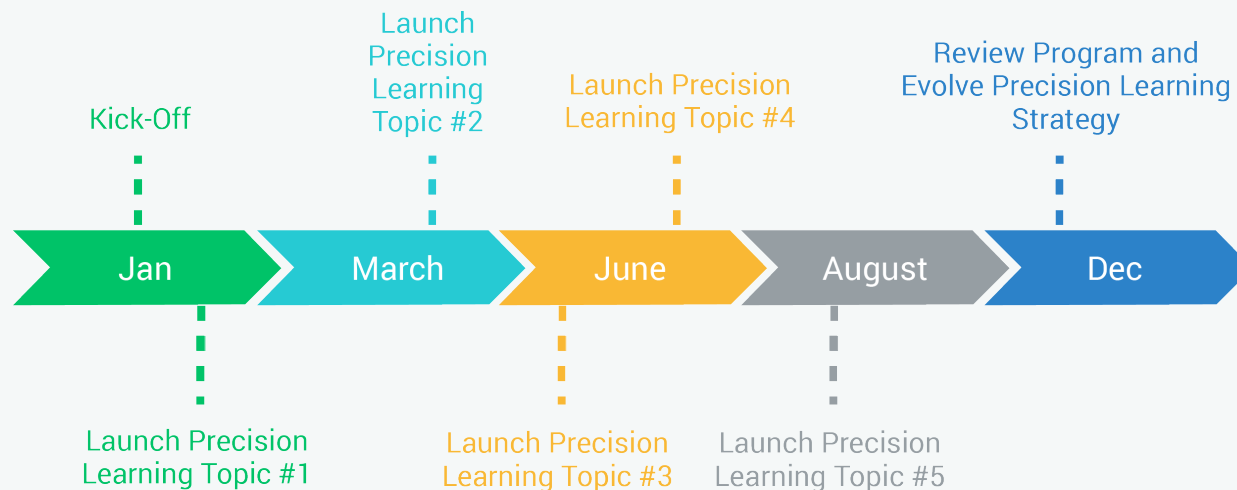 Kick-Off
Launch
Precision
Learning
Topic #2
Launch Precision
Learning Topic #4
Review Program and
Evolve Precision Learning
Strategy
Jan
March
June
August
Dec
Launch Precision
Learning Topic #1
Launch Precision
Learning Topic #3
Launch Precision
Learning Topic #5